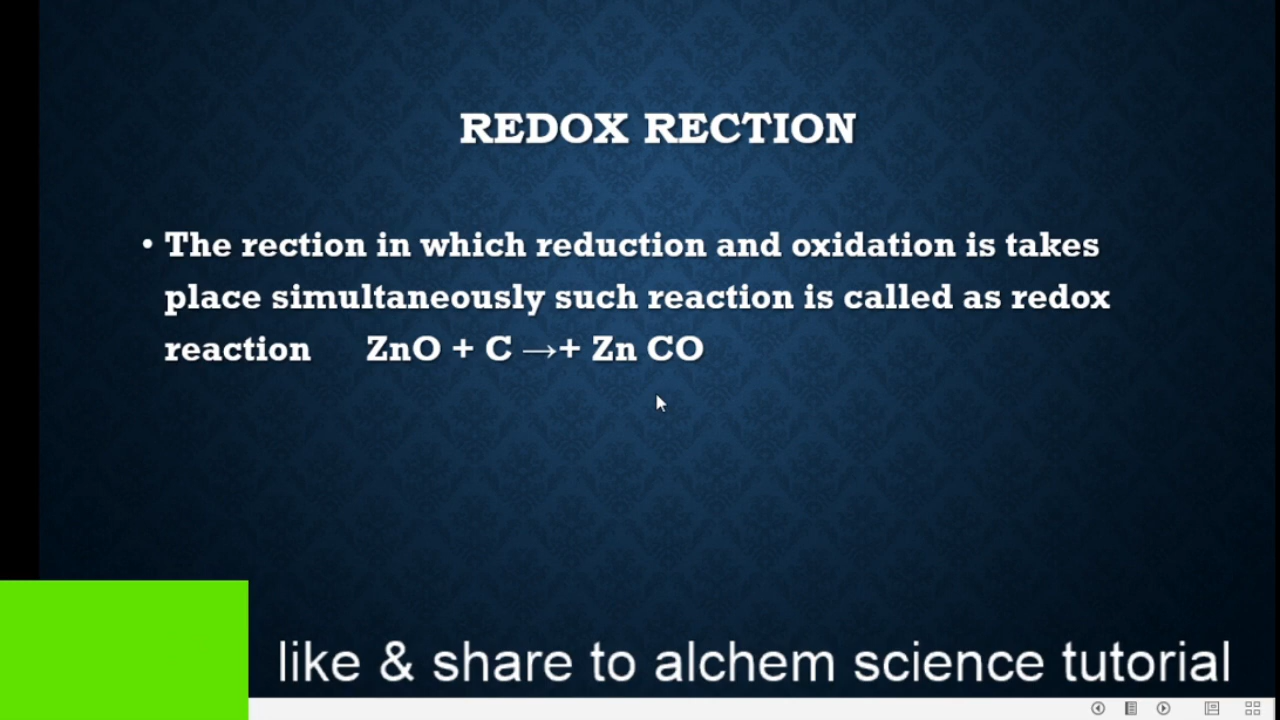 REDOX RECTION
• The rection in which reduction and oxidation is takes
place simultaneously such reaction is called as redox
reaction ZnO + C →+ Zn CO
like & share to alchem science tutorial